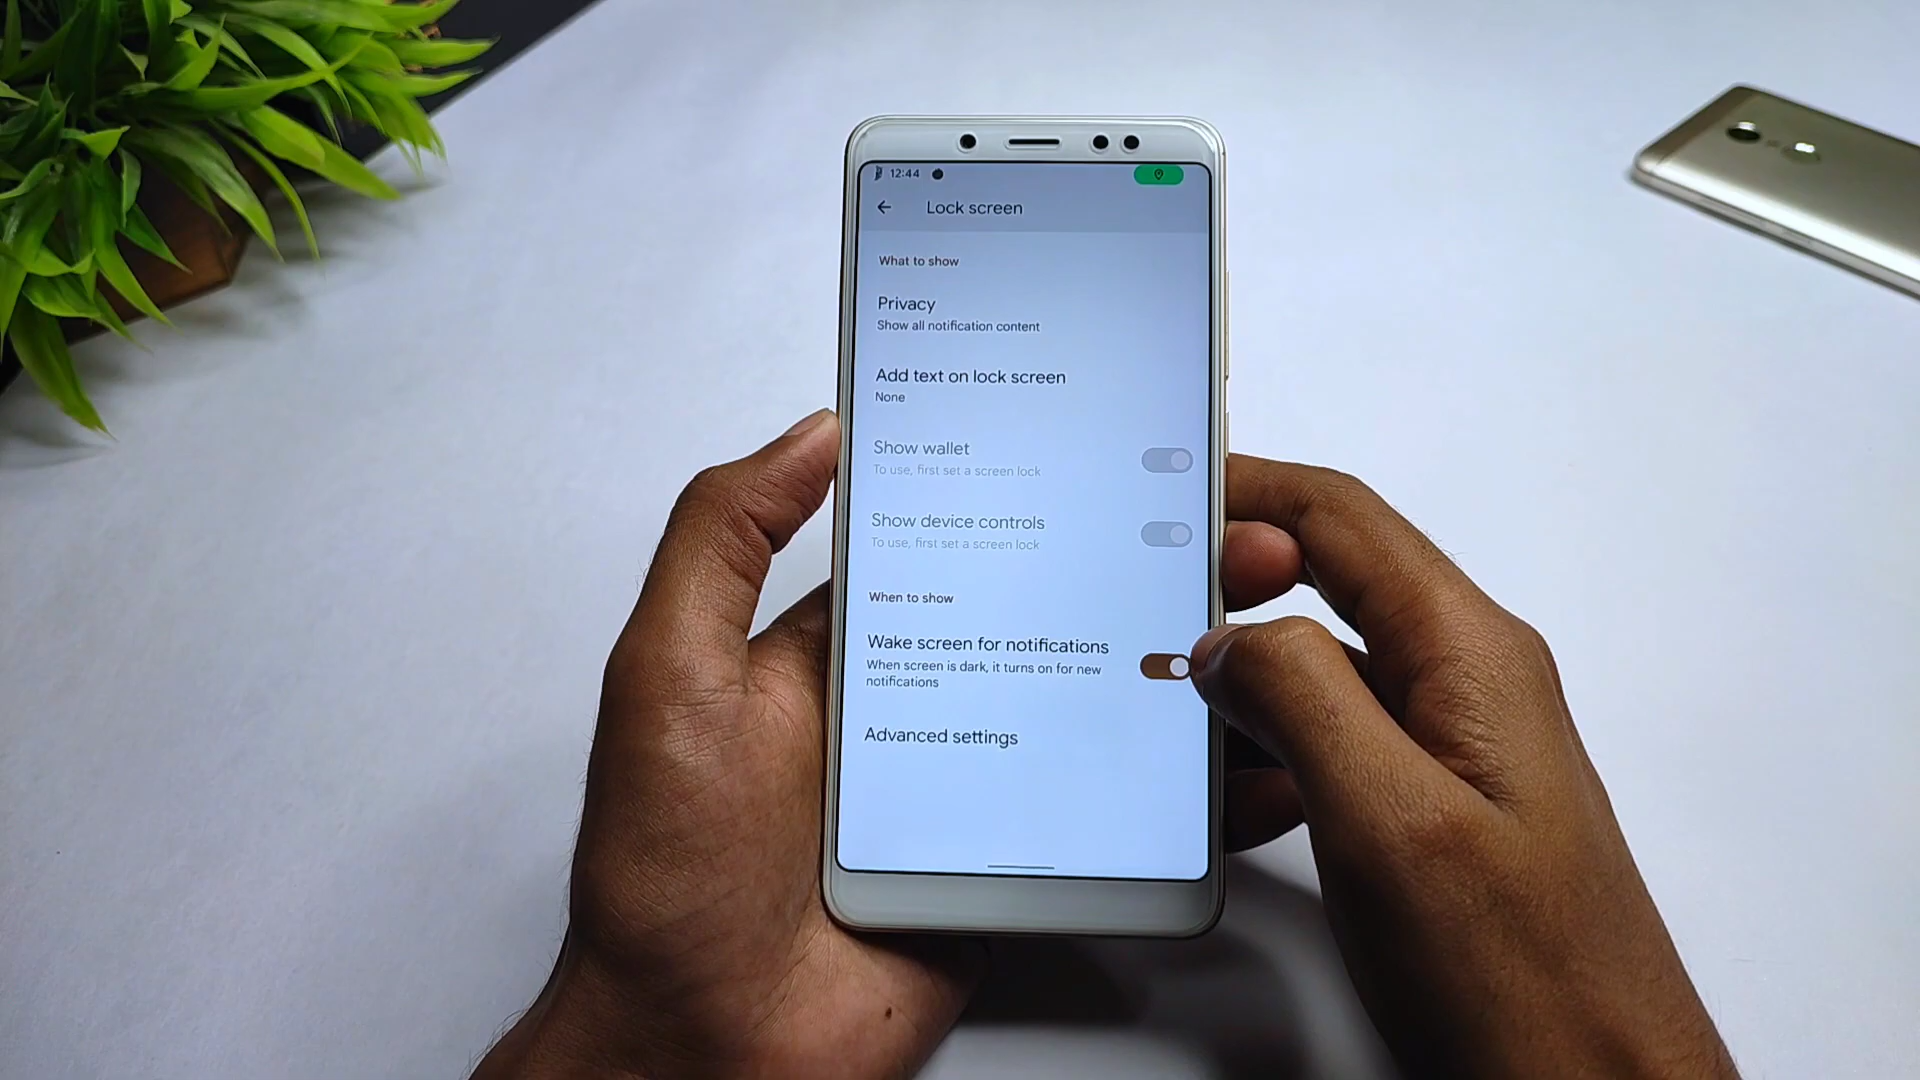 12:44
Lock screen
What to show
Privacy
Show all notification content
Add text on lock screen
None
Show wallet
To use, first set a screen lock
Show device controls
To use, first set a screen lock
When to show
Wake screen for notifications
When screen is dark, it turns on for new
notifications
Advanced settings